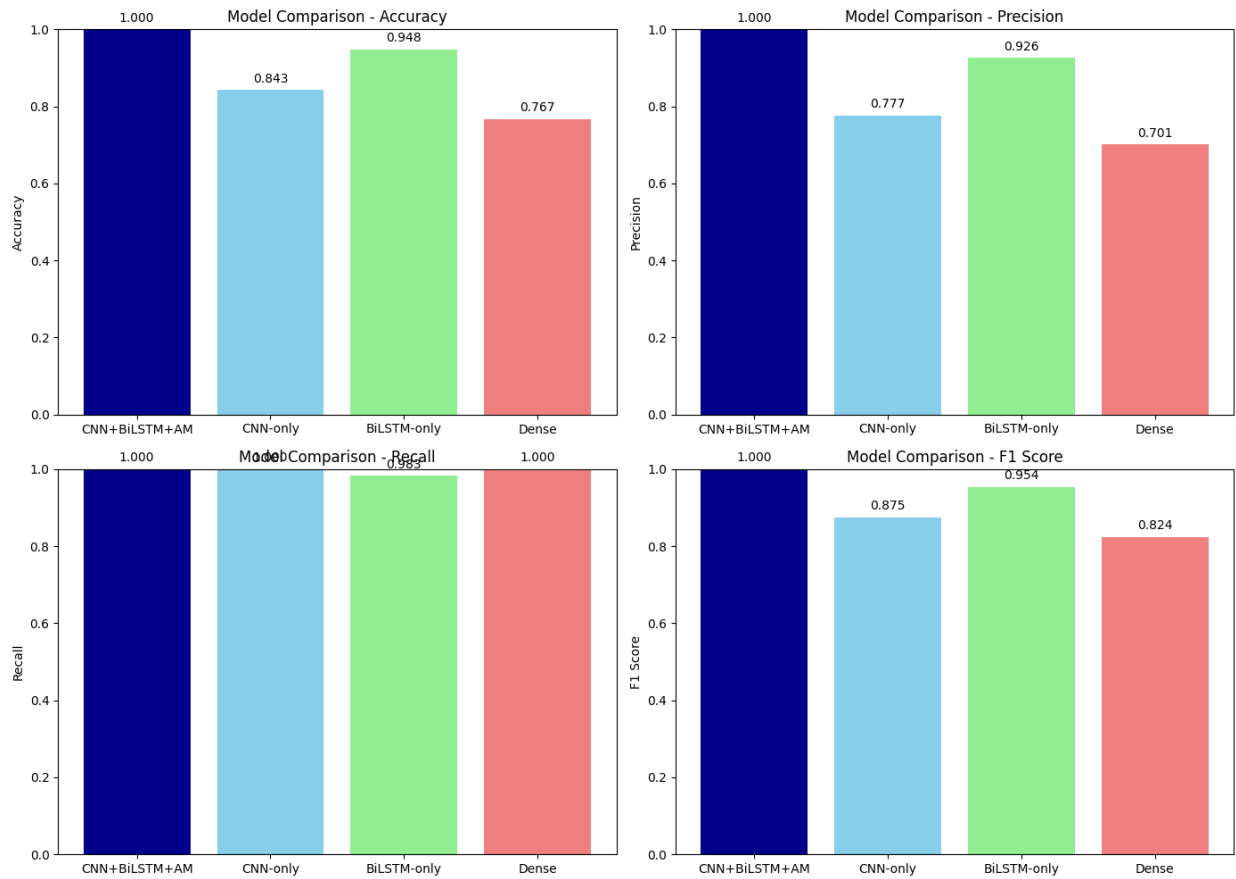 Model Comparison - Accuracy
1.000
0.948
0.843
0.767
1.0
0.8
0.6
0.4
0.2
0.0
Accuracy
CNN+BiLSTM+AM CNN-only BiLSTM-only Dense
Model Comparison - Precision
1.000
0.926
0.777
0.701
1.0
0.8
0.6
0.4
0.2
0.0
Precision
CNN+BiLSTM+AM CNN-only BiLSTM-only Dense
Model Comparison - Recall
1.000 1.000 0.983 1.000
1.0
0.8
0.6
0.4
0.2
0.0
Recall
CNN+BiLSTM+AM CNN-only BiLSTM-only Dense
Model Comparison - F1 Score
1.000
0.954
0.875
0.824
1.0
0.8
0.6
0.4
0.2
0.0
F1 Score
CNN+BiLSTM+AM CNN-only BiLSTM-only Dense